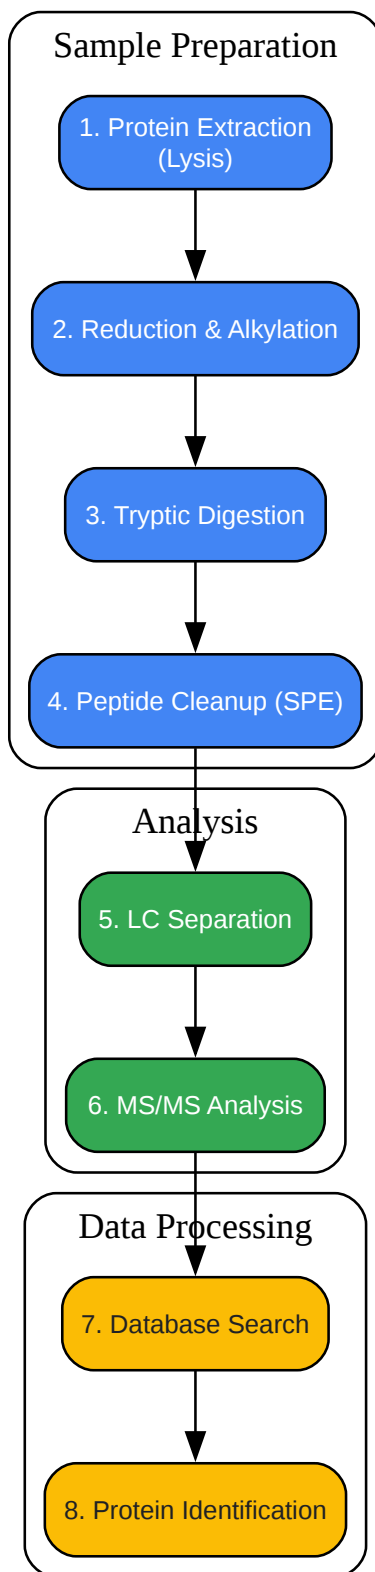 Sample Preparation
1. Protein Extraction
(Lysis)
2. Reduction & Alkylation
3. Tryptic Digestion
4. Peptide Cleanup (SPE)
Analysis
5. LC Separation
6. MS/MS Analysis
Data Processing
7. Database Search
8. Protein Identification